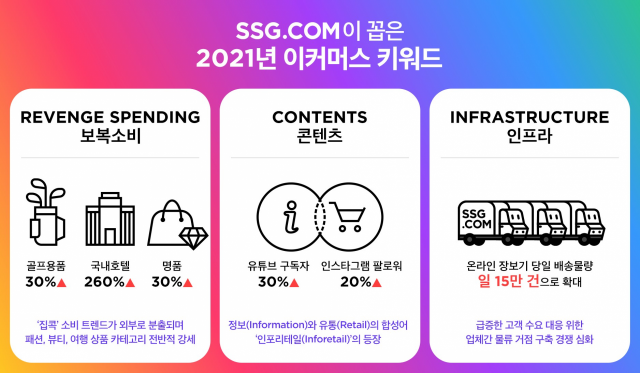 SSG.COM이 꼽은
2021년 이커머스 키워드
REVENGE SPENDING
보복소비
골프용품 국내호텔 명품
30%▲ 260%▲ 30%▲
'집콕' 소비 트렌드가 외부로 분출되며
패션, 뷰티, 여행 상품 카테고리 전반적 강세
CONTENTS
콘텐츠
유튜브 구독자 인스타그램 팔로워
30%▲ 20%▲
정보(Information)와 유통(Retail)의 합성어
'인포리테일(Inforetail)'의 등장
INFRASTRUCTURE
인프라
SSG
.COM
온라인 장보기 당일 배송물량
일 15만 건으로 확대
급증한 고객 수요 대응 위한
업체간 물류 거점 구축 경쟁 심화